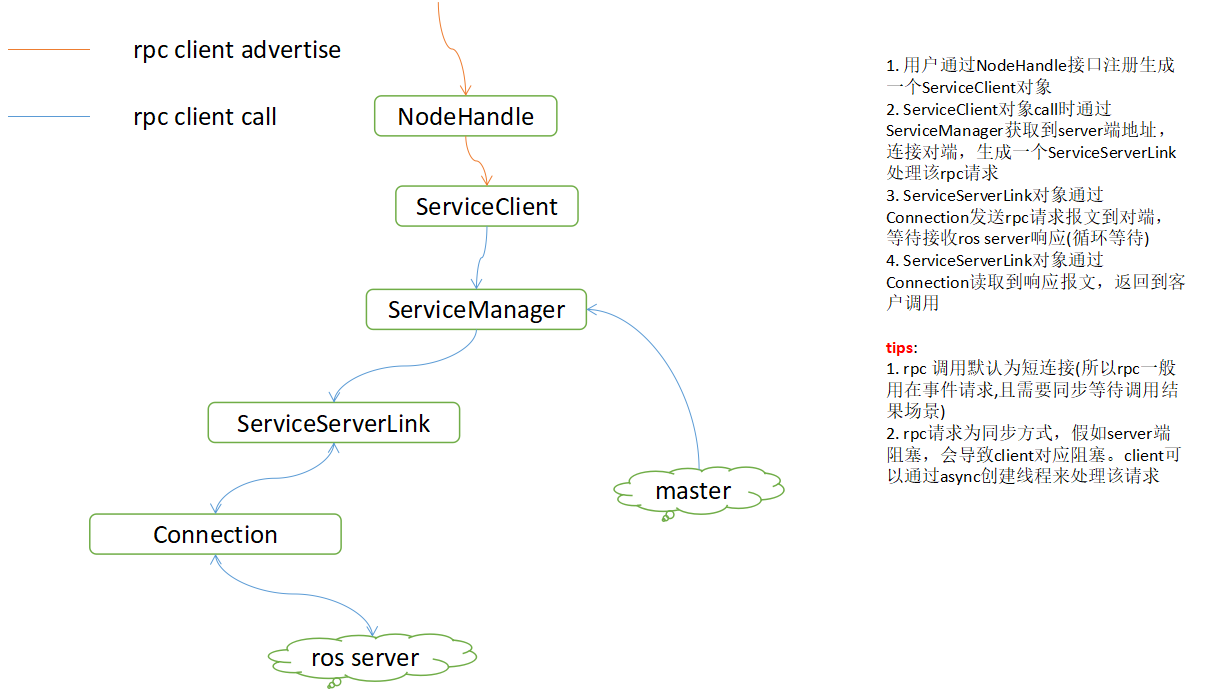 rpc client advertise
rpc client call
NodeHandle
ServiceClient
ServiceManager
ServiceServerLink
master
Connection
ros server
1. 用户通过NodeHandle接口注册生成
一个ServiceClient对象
2. ServiceClient对象call时通过
ServiceManager获取到server端地址，
连接对端，生成一个ServiceServerLink
处理该rpc请求
3. ServiceServerLink对象通过
Connection发送rpc请求报文到对端，
等待接收ros server响应(循环等待)
4. ServiceServerLink对象通过
Connection读取到响应报文，返回到客
户调用
tips:
1. rpc 调用默认为短连接(所以rpc一般
用在事件请求,且需要同步等待调用结
果场景)
2. rpc请求为同步方式，假如server端
阻塞，会导致client对应阻塞。client可
以通过async创建线程来处理该请求